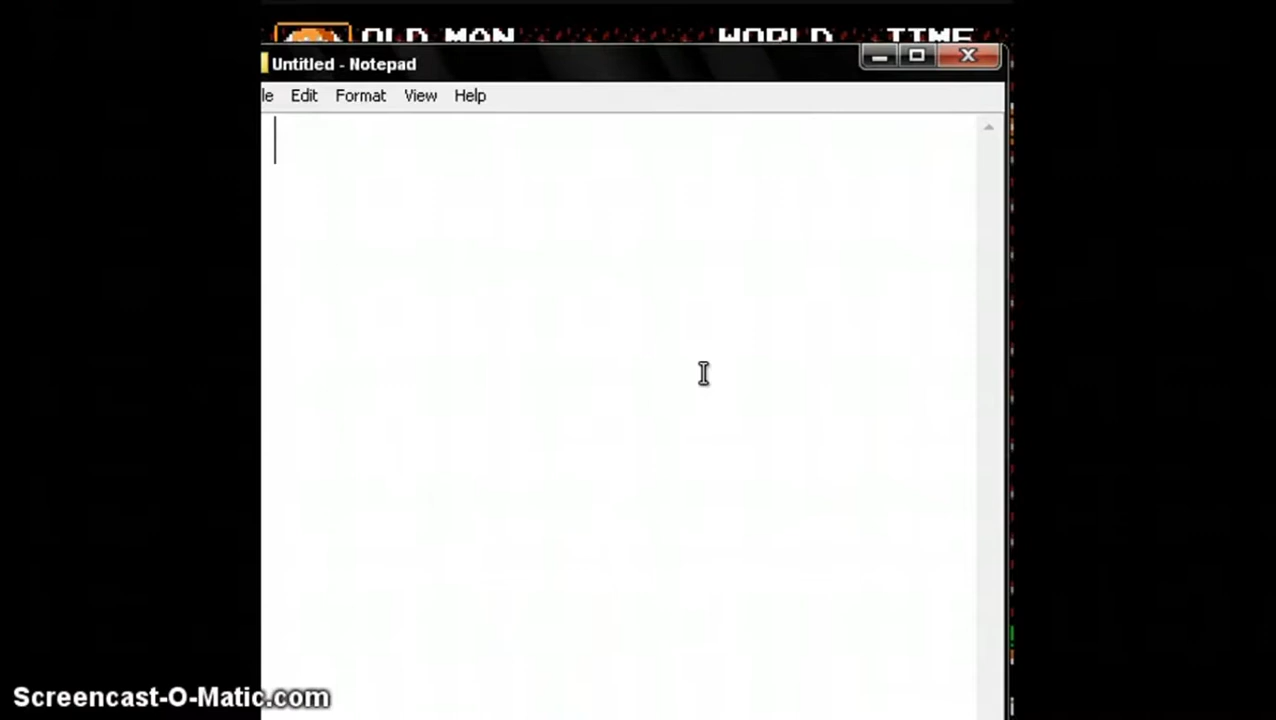 OLD MAN WORLD TIME
Untitled - Notepad
le Edit Format View Help
Screencast-O-Matic.com